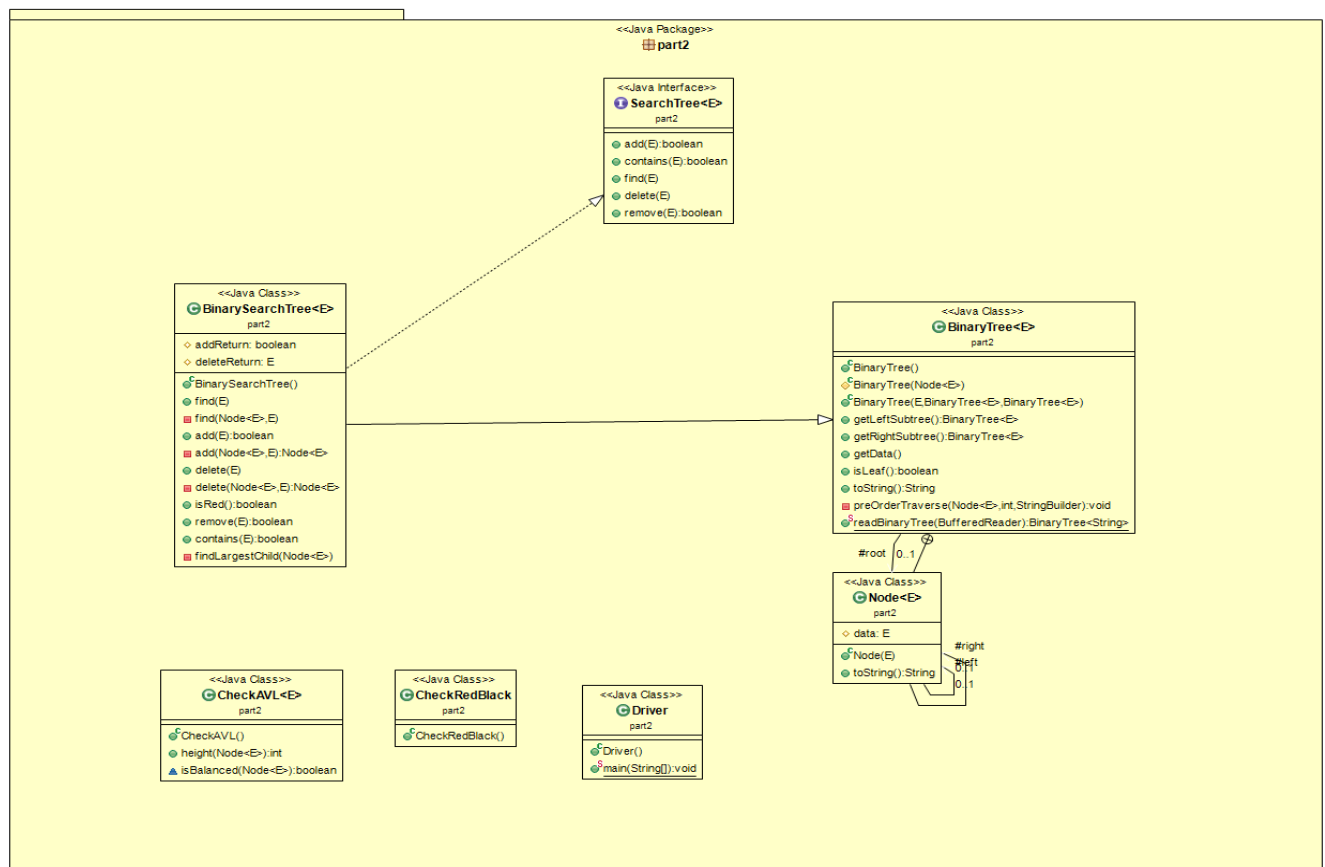 <<Java Package>>
part2
<<Java Interface>>
SearchTree<E>
part2
add(E):boolean
contains(E):boolean
find(E)
delete(E)
remove(E):boolean
<<Java Class>>
BinarySearchTree<E>
part2
addReturn: boolean
deleteReturn: E
BinarySearchTree()
find(E)
find(Node<E>,E)
add(E):boolean
add(Node<E>,E):Node<E>
delete(E)
delete(Node<E>,E):Node<E>
isRed():boolean
remove(E):boolean
contains(E):boolean
findLargestChild(Node<E>)
<<Java Class>>
BinaryTree<E>
part2
BinaryTree()
BinaryTree(Node<E>)
BinaryTree(E,BinaryTree<E>,BinaryTree<E>)
getLeftSubtree():BinaryTree<E>
getRightSubtree():BinaryTree<E>
getData()
isLeaf():boolean
toString():String
preOrderTraverse(Node<E>,int,StringBuilder):void
readBinaryTree(BufferedReader):BinaryTree<String>
#root 0..1
<<Java Class>>
Node<E>
part2
data: E
Node(E)
toString():String
#right
#left
0..1
0..1
<<Java Class>>
CheckAVL<E>
part2
CheckAVL()
height(Node<E>):int
isBalanced(Node<E>):boolean
<<Java Class>>
CheckRedBlack
part2
CheckRedBlack()
<<Java Class>>
Driver
part2
Driver()
main(String[]):void